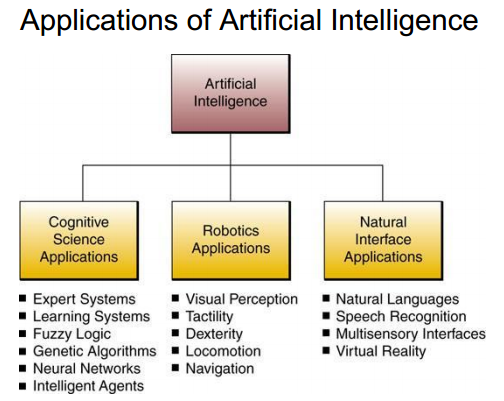 Applications of Artificial Intelligence
Artificial
Intelligence
Cognitive
Science
Applications
Robotics
Applications
Natural
Interface
Applications
Expert Systems
Learning Systems
Fuzzy Logic
Genetic Algorithms
Neural Networks
Intelligent Agents
Visual Perception
Tactility
Dexterity
Locomotion
Navigation
Natural Languages
Speech Recognition
Multisensory Interfaces
Virtual Reality